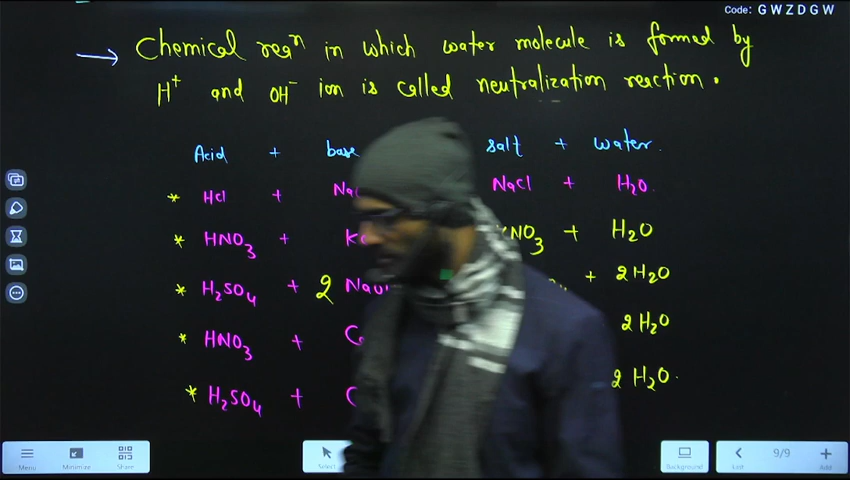 Code: GWZDGW
→ Chemical reaⁿ in which water molecule is formed by
H⁺ and OH⁻ ion is called neutralization reaction.
Acid + base salt + water.
* HCl + NaCl + H₂O.
* HNO₃ + NO₃ + H₂O
* H₂SO₄ + 2 + 2H₂O
* HNO₃ + 2H₂O
* H₂SO₄ + 2H₂O.
Menu Minimize Share Select Background 9/9 Add